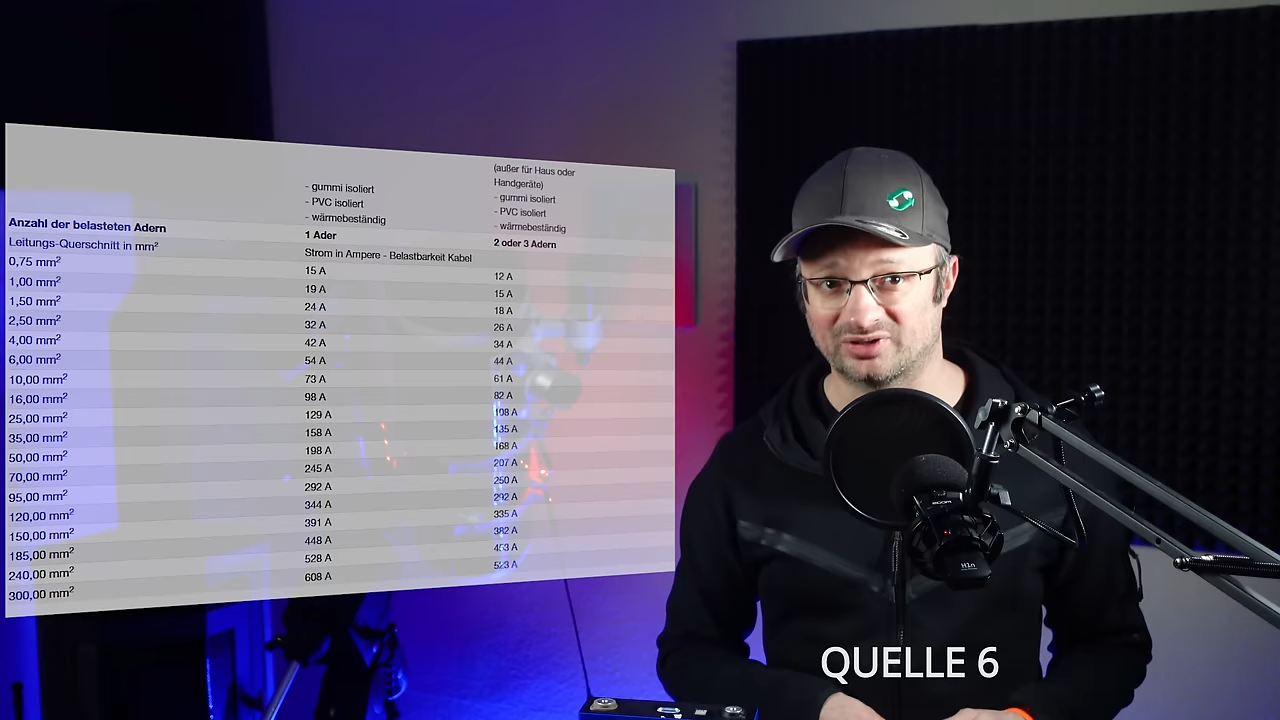 (außer für Haus oder
Handgeräte)
- gummi isoliert - gummi isoliert
- PVC isoliert - PVC isoliert
- wärmebeständig - wärmebeständig
Anzahl der belasteten Adern 1 Ader 2 oder 3 Adern
Leitungs-Querschnitt in mm² Strom in Ampere - Belastbarkeit Kabel
0,75 mm² 15 A 12 A
1,00 mm² 19 A 15 A
1,50 mm² 24 A 18 A
2,50 mm² 32 A 26 A
4,00 mm² 42 A 34 A
6,00 mm² 54 A 44 A
10,00 mm² 73 A 61 A
16,00 mm² 98 A 82 A
25,00 mm² 129 A 108 A
35,00 mm² 158 A 135 A
50,00 mm² 198 A 168 A
70,00 mm² 245 A 207 A
95,00 mm² 292 A 250 A
120,00 mm² 344 A 292 A
150,00 mm² 391 A 335 A
185,00 mm² 448 A 382 A
240,00 mm² 528 A 453 A
300,00 mm² 608 A 523 A
zoom
H1n
QUELLE 6